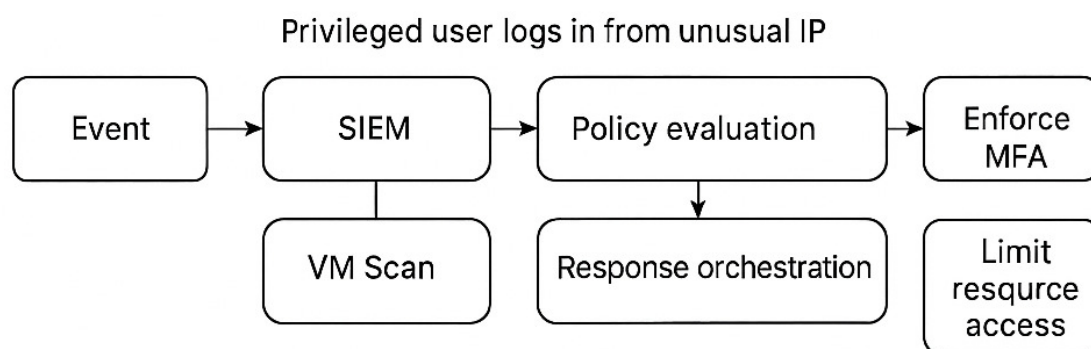 Privileged user logs in from unusual IP
Event
SIEM
Policy evaluation
Enforce
MFA
VM Scan
Response orchestration
Limit
resqurce
access